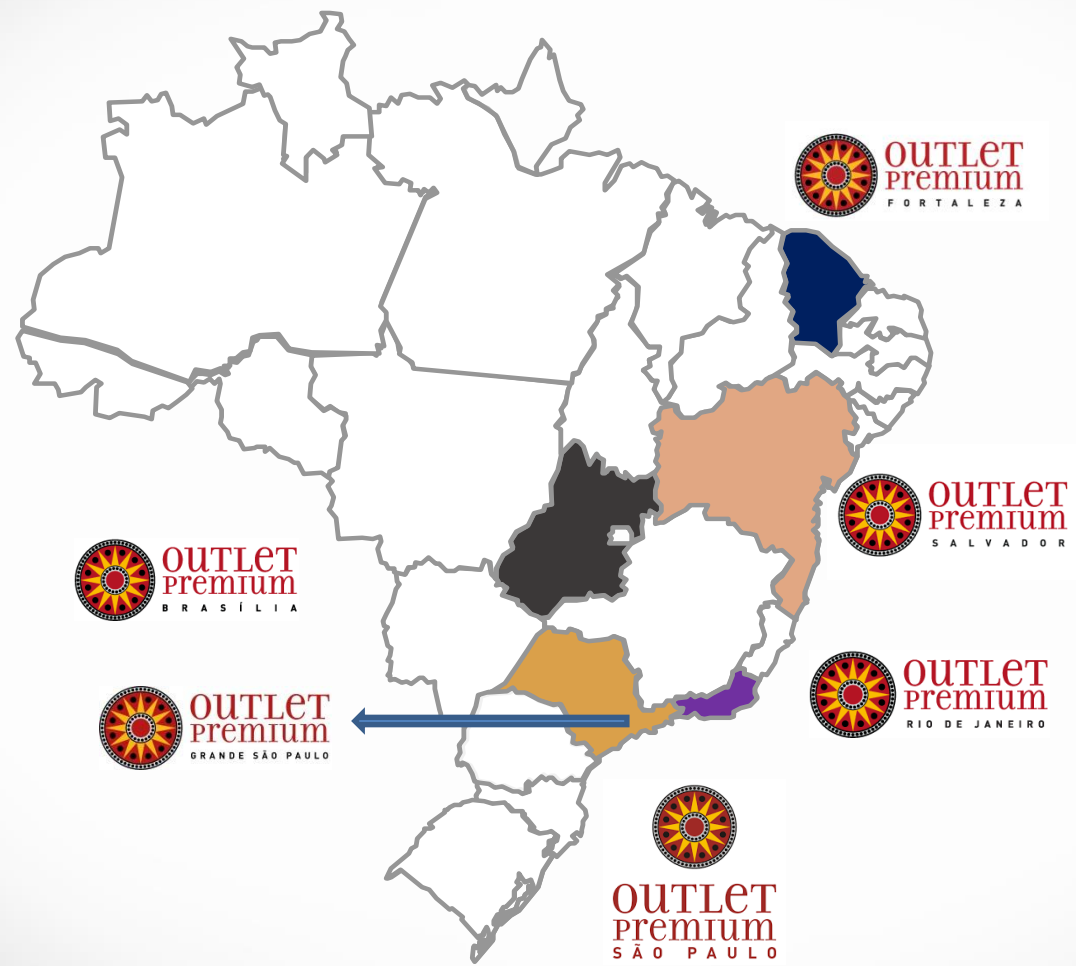 OUTLET
PREMIUM
FORTALEZA
OUTLET
PREMIUM
SALVADOR
OUTLET
PREMIUM
BRASÍLIA
OUTLET
PREMIUM
RIO DE JANEIRO
OUTLET
PREMIUM
GRANDE SÃO PAULO
OUTLET
PREMIUM
SÃO PAULO